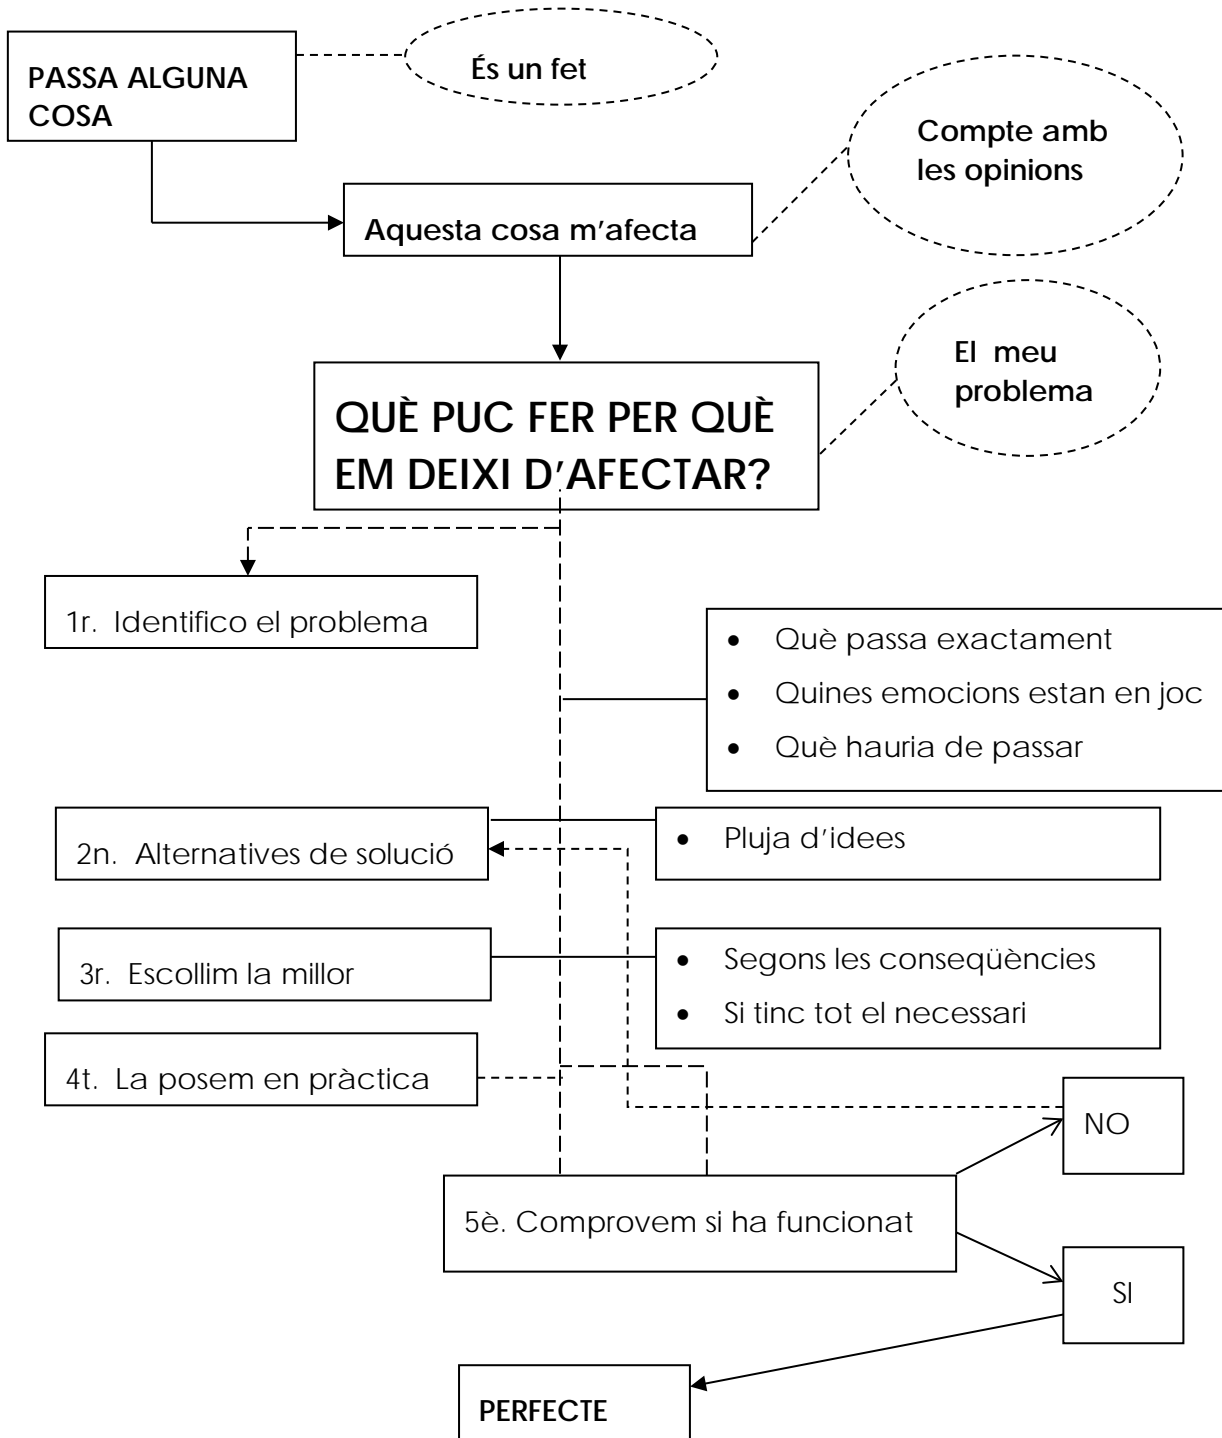 PASSA ALGUNA
COSA
És un fet
Compte amb
les opinions
Aquesta cosa m’afecta
El meu
problema
QUÈ PUC FER PER QUÈ
EM DEIXI D’AFECTAR?
1r. Identifico el problema
• Què passa exactament
• Quines emocions estan en joc
• Què hauria de passar
2n. Alternatives de solució
• Pluja d’idees
3r. Escollim la millor
• Segons les conseqüències
• Si tinc tot el necessari
4t. La posem en pràctica
NO
5è. Comprovem si ha funcionat
SI
PERFECTE